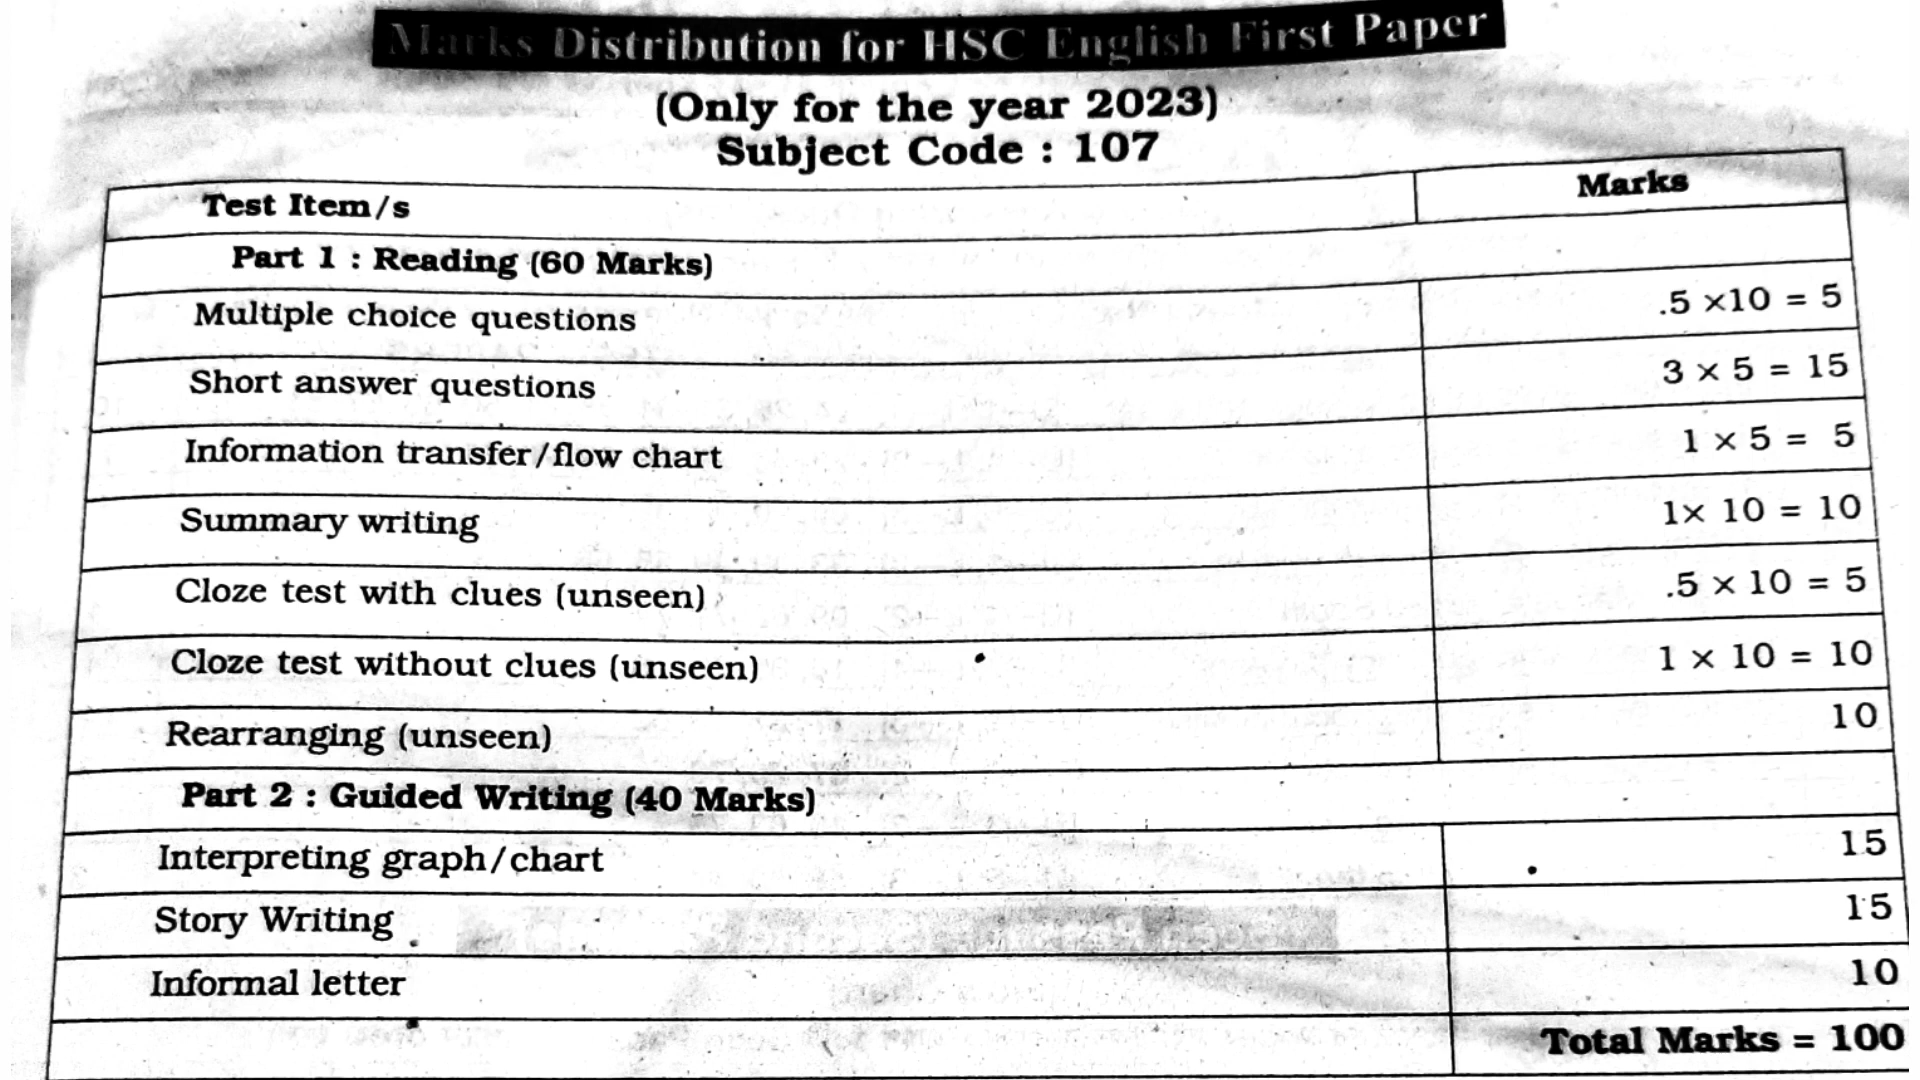 Marks Distribution for HSC English First Paper
(Only for the year 2023)
Subject Code : 107
Test Item/s Marks
Part 1 : Reading (60 Marks)
Multiple choice questions .5 ×10 = 5
Short answer questions 3 × 5 = 15
Information transfer/flow chart 1 × 5 = 5
Summary writing 1× 10 = 10
Cloze test with clues (unseen) .5 × 10 = 5
Cloze test without clues (unseen) 1 × 10 = 10
Rearranging (unseen) 10
Part 2 : Guided Writing (40 Marks)
Interpreting graph/chart 15
Story Writing 15
Informal letter 10
Total Marks = 100